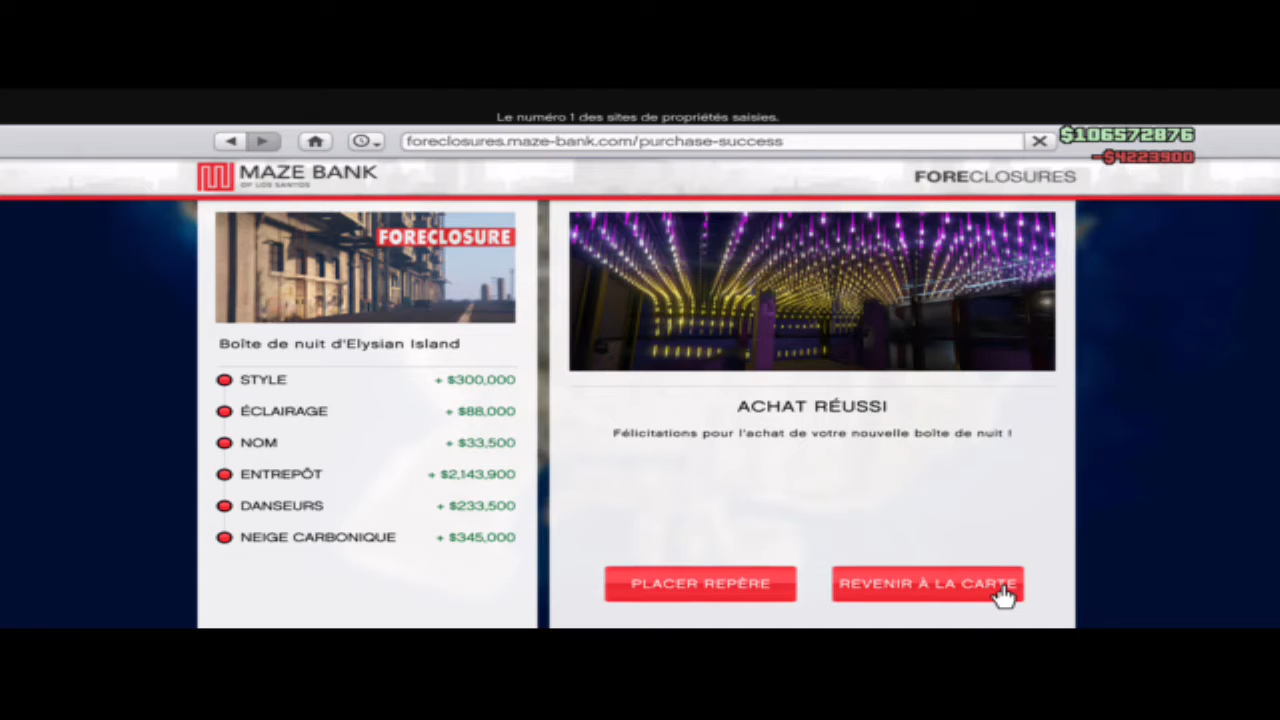 Le numéro 1 des sites de propriétés saisies.
foreclosures.maze-bank.com/purchase-success
$106572876
-$4223900
MAZE BANK
OF LOS SANTOS
FORECLOSURES
FORECLOSURE
Boîte de nuit d'Elysian Island
STYLE + $300,000
ÉCLAIRAGE + $88,000
NOM + $33,500
ENTREPÔT + $2,143,900
DANSEURS + $233,500
NEIGE CARBONIQUE + $345,000
ACHAT RÉUSSI
Félicitations pour l'achat de votre nouvelle boîte de nuit !
PLACER REPÈRE
REVENIR À LA CARTE